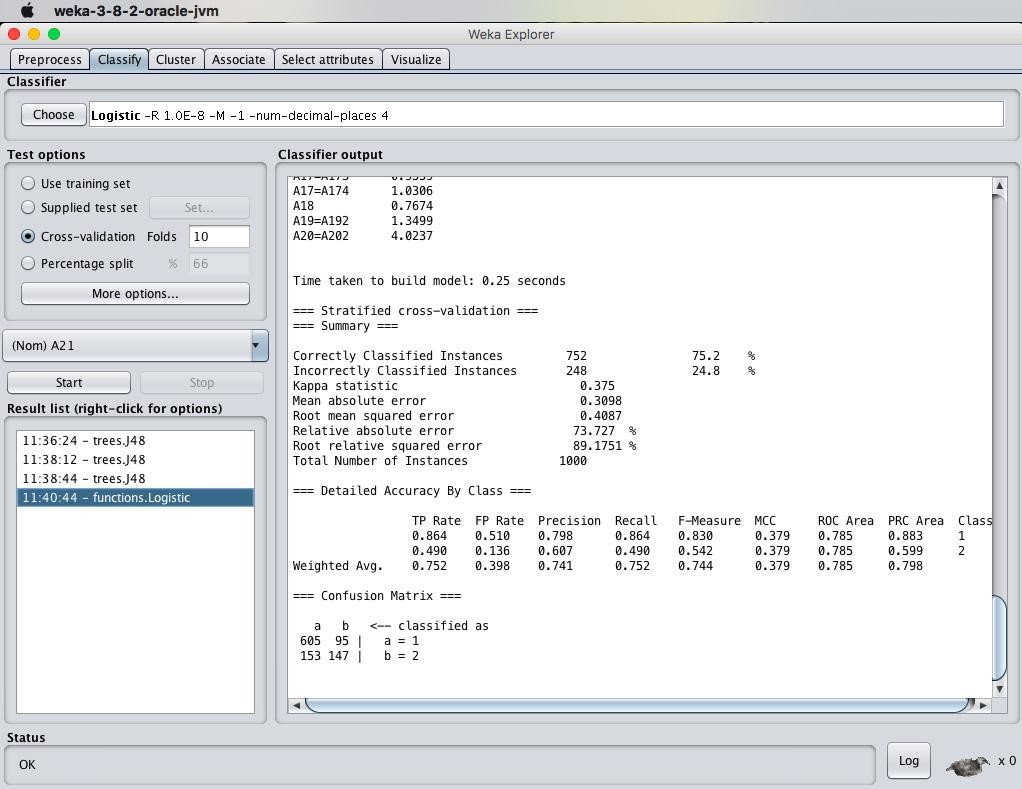 weka-3-8-2-oracle-jvm
Weka Explorer
Preprocess Classify Cluster Associate Select attributes Visualize
Classifier
Choose Logistic -R 1.0E-8 -M -1 -num-decimal-places 4
Test options
Use training set
Supplied test set Set...
Cross-validation Folds 10
Percentage split % 66
More options...
(Nom) A21
Start Stop
Result list (right-click for options)
11:36:24 - trees.J48
11:38:12 - trees.J48
11:38:44 - trees.J48
11:40:44 - functions.Logistic
Classifier output
A17=A174 1.0306
A18 0.7674
A19=A192 1.3499
A20=A202 4.0237
Time taken to build model: 0.25 seconds
=== Stratified cross-validation ===
=== Summary ===
Correctly Classified Instances 752 75.2 %
Incorrectly Classified Instances 248 24.8 %
Kappa statistic 0.375
Mean absolute error 0.3098
Root mean squared error 0.4087
Relative absolute error 73.727 %
Root relative squared error 89.1751 %
Total Number of Instances 1000
=== Detailed Accuracy By Class ===
TP Rate FP Rate Precision Recall F-Measure MCC ROC Area PRC Area Class
0.864 0.510 0.798 0.864 0.830 0.379 0.785 0.883 1
0.490 0.136 0.607 0.490 0.542 0.379 0.785 0.599 2
Weighted Avg. 0.752 0.398 0.741 0.752 0.744 0.379 0.785 0.798
=== Confusion Matrix ===
a b <-- classified as
605 95 | a = 1
153 147 | b = 2
Status
OK
Log
x 0